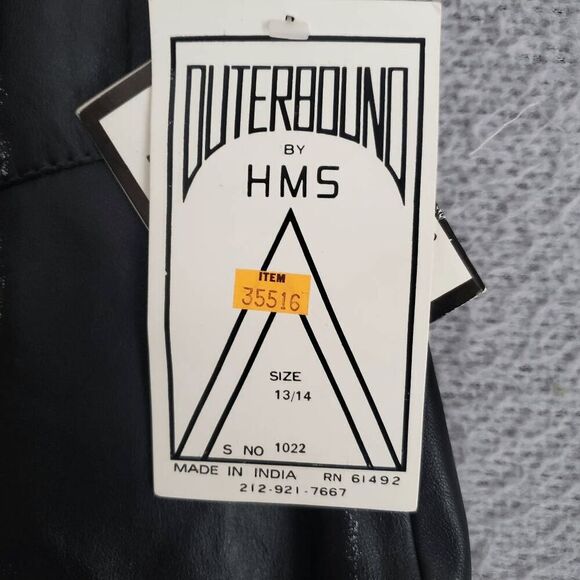 OUTERBOUND
BY
HMS
ITEM
35516
SIZE
13/14
S NO 1022
MADE IN INDIA RN 61492
212-921-7667